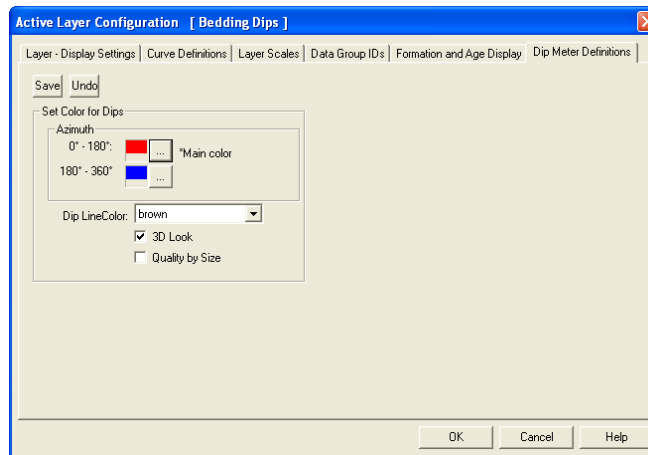 Active Layer Configuration [ Bedding Dips ]
Layer - Display Settings Curve Definitions Layer Scales Data Group IDs Formation and Age Display Dip Meter Definitions
Save Undo
Set Color for Dips
Azimuth
0° - 180°: ... "Main color
180° - 360° ...
Dip LineColor: brown
3D Look
Quality by Size
OK Cancel Help